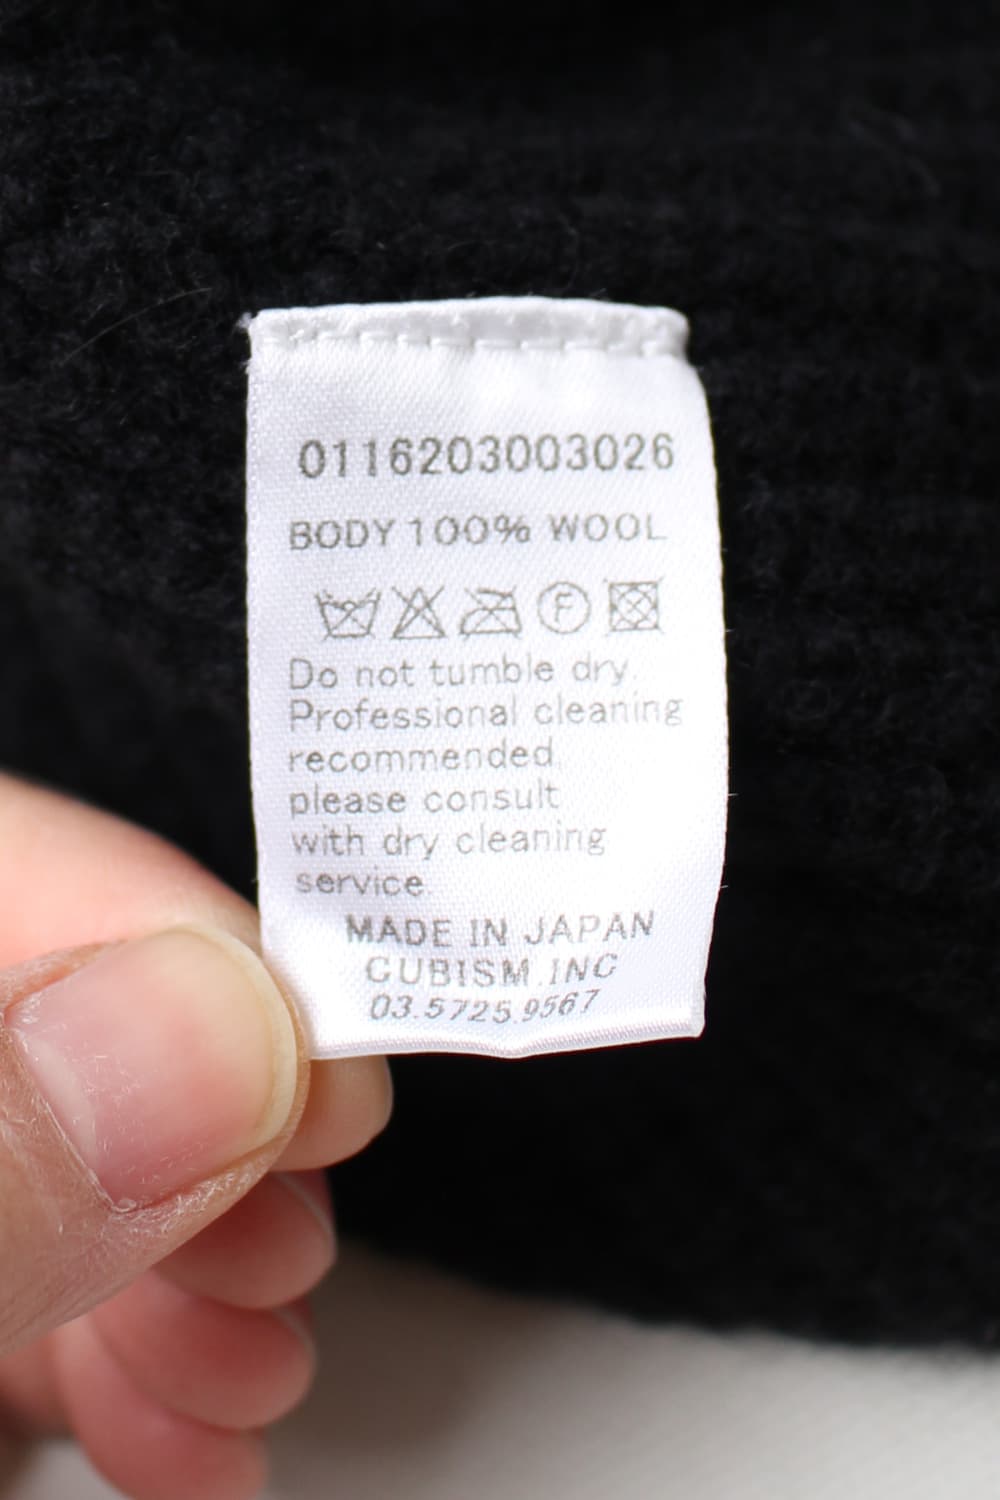 0116203003026
BODY 100% WOOL
F
Do not tumble dry.
Professional cleaning
recommended,
please consult
with dry cleaning
service.
MADE IN JAPAN
CUBISM.INC
03.5725.9567